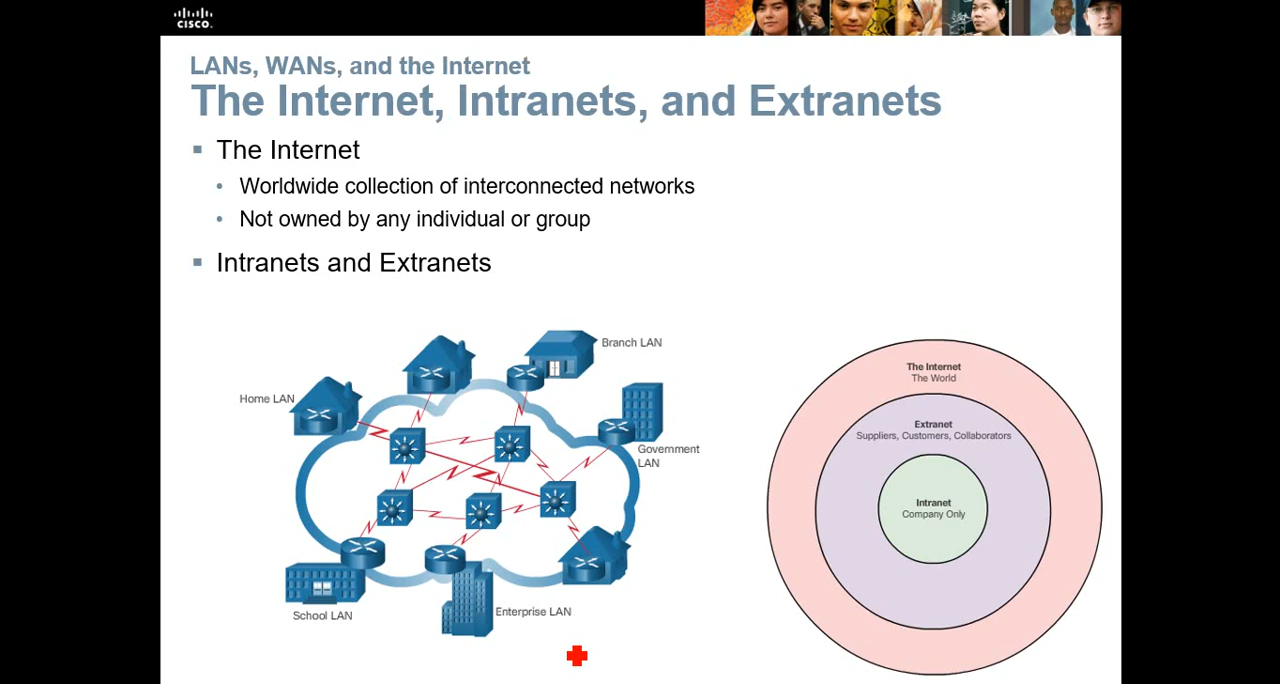 CISCO
LANs, WANs, and the Internet
The Internet, Intranets, and Extranets
The Internet
Worldwide collection of interconnected networks
Not owned by any individual or group
Intranets and Extranets
Branch LAN
Home LAN
Government
LAN
School LAN
Enterprise LAN
The Internet
The World
Extranet
Suppliers, Customers, Collaborators
Intranet
Company Only